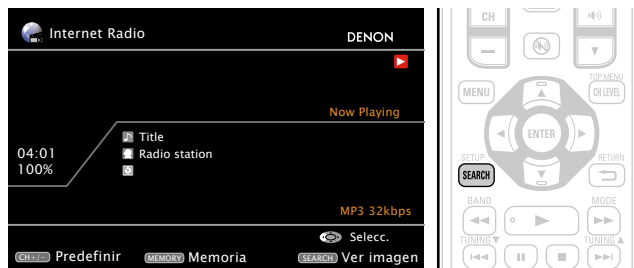 Internet Radio
DENON
Now Playing
Title
04:01
Radio station
100%
MP3 32kbps
Selecc.
CH+/– Predefinir
MEMORY Memoria
SEARCH Ver imagen
CH
MENU
TOP MENU
CH LEVEL
ENTER
SETUP
SEARCH
RETURN
BAND
MODE
TUNING
TUNING